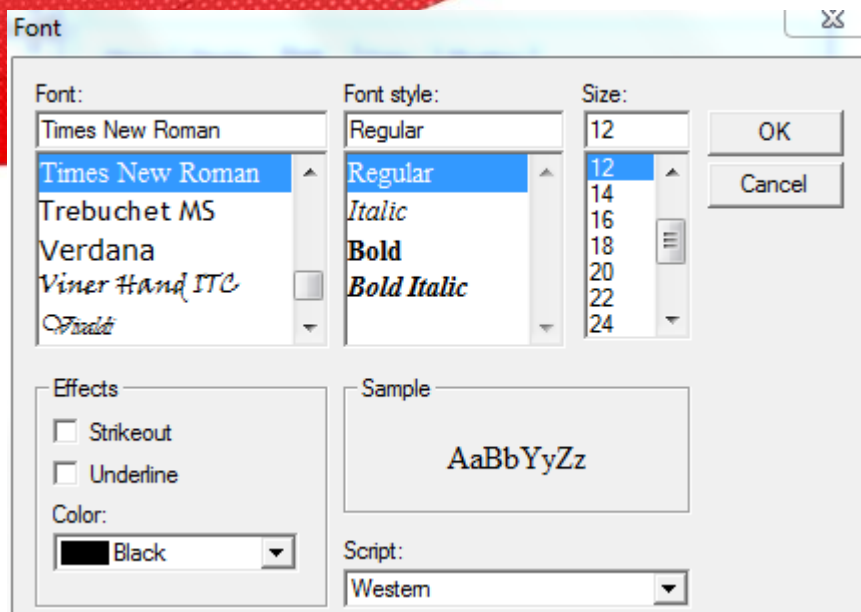 Font
Font:
Times New Roman
Times New Roman
Trebuchet MS
Verdana
Viner Hand ITC
Vivaldi
Font style:
Regular
Regular
Italic
Bold
Bold Italic
Size:
12
12
14
16
18
20
22
24
OK
Cancel
Effects
Strikeout
Underline
Color:
Black
Sample
AaBbYyZz
Script:
Western